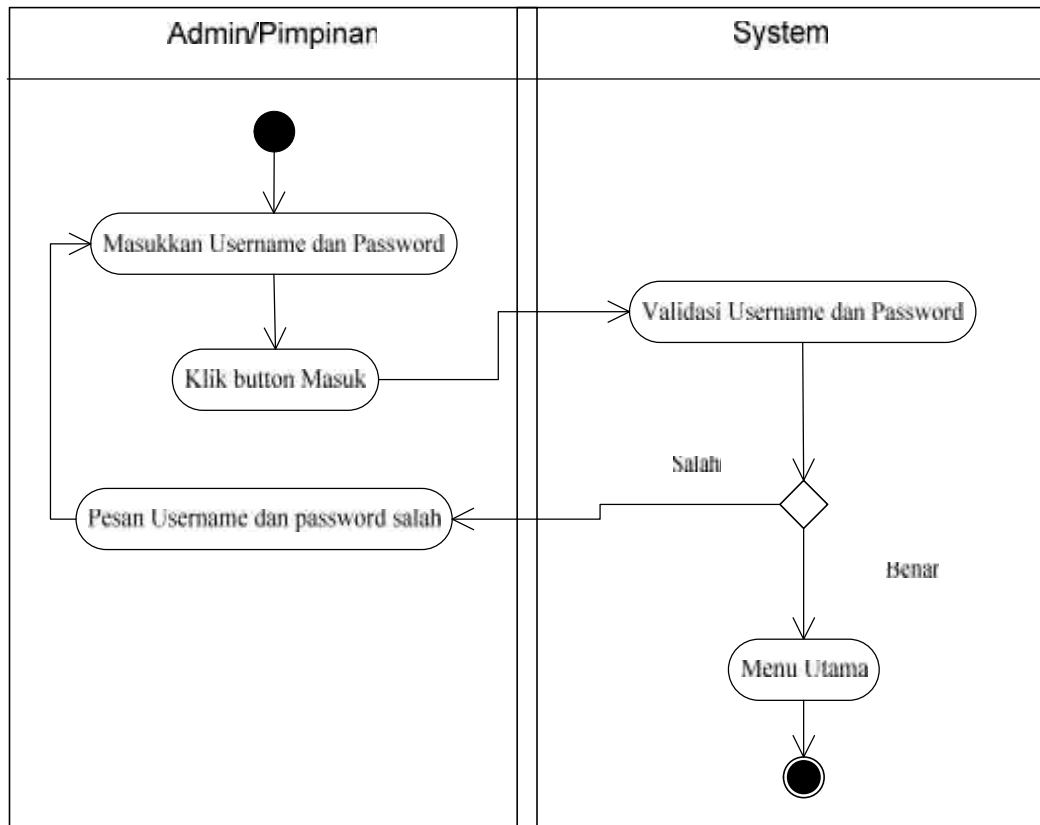 Admin/Pimpinan
System
Masukkan Username dan Password
Validasi Username dan Password
Klik button Masuk
Salah
Pesan Username dan password salah
Benar
Menu Utama